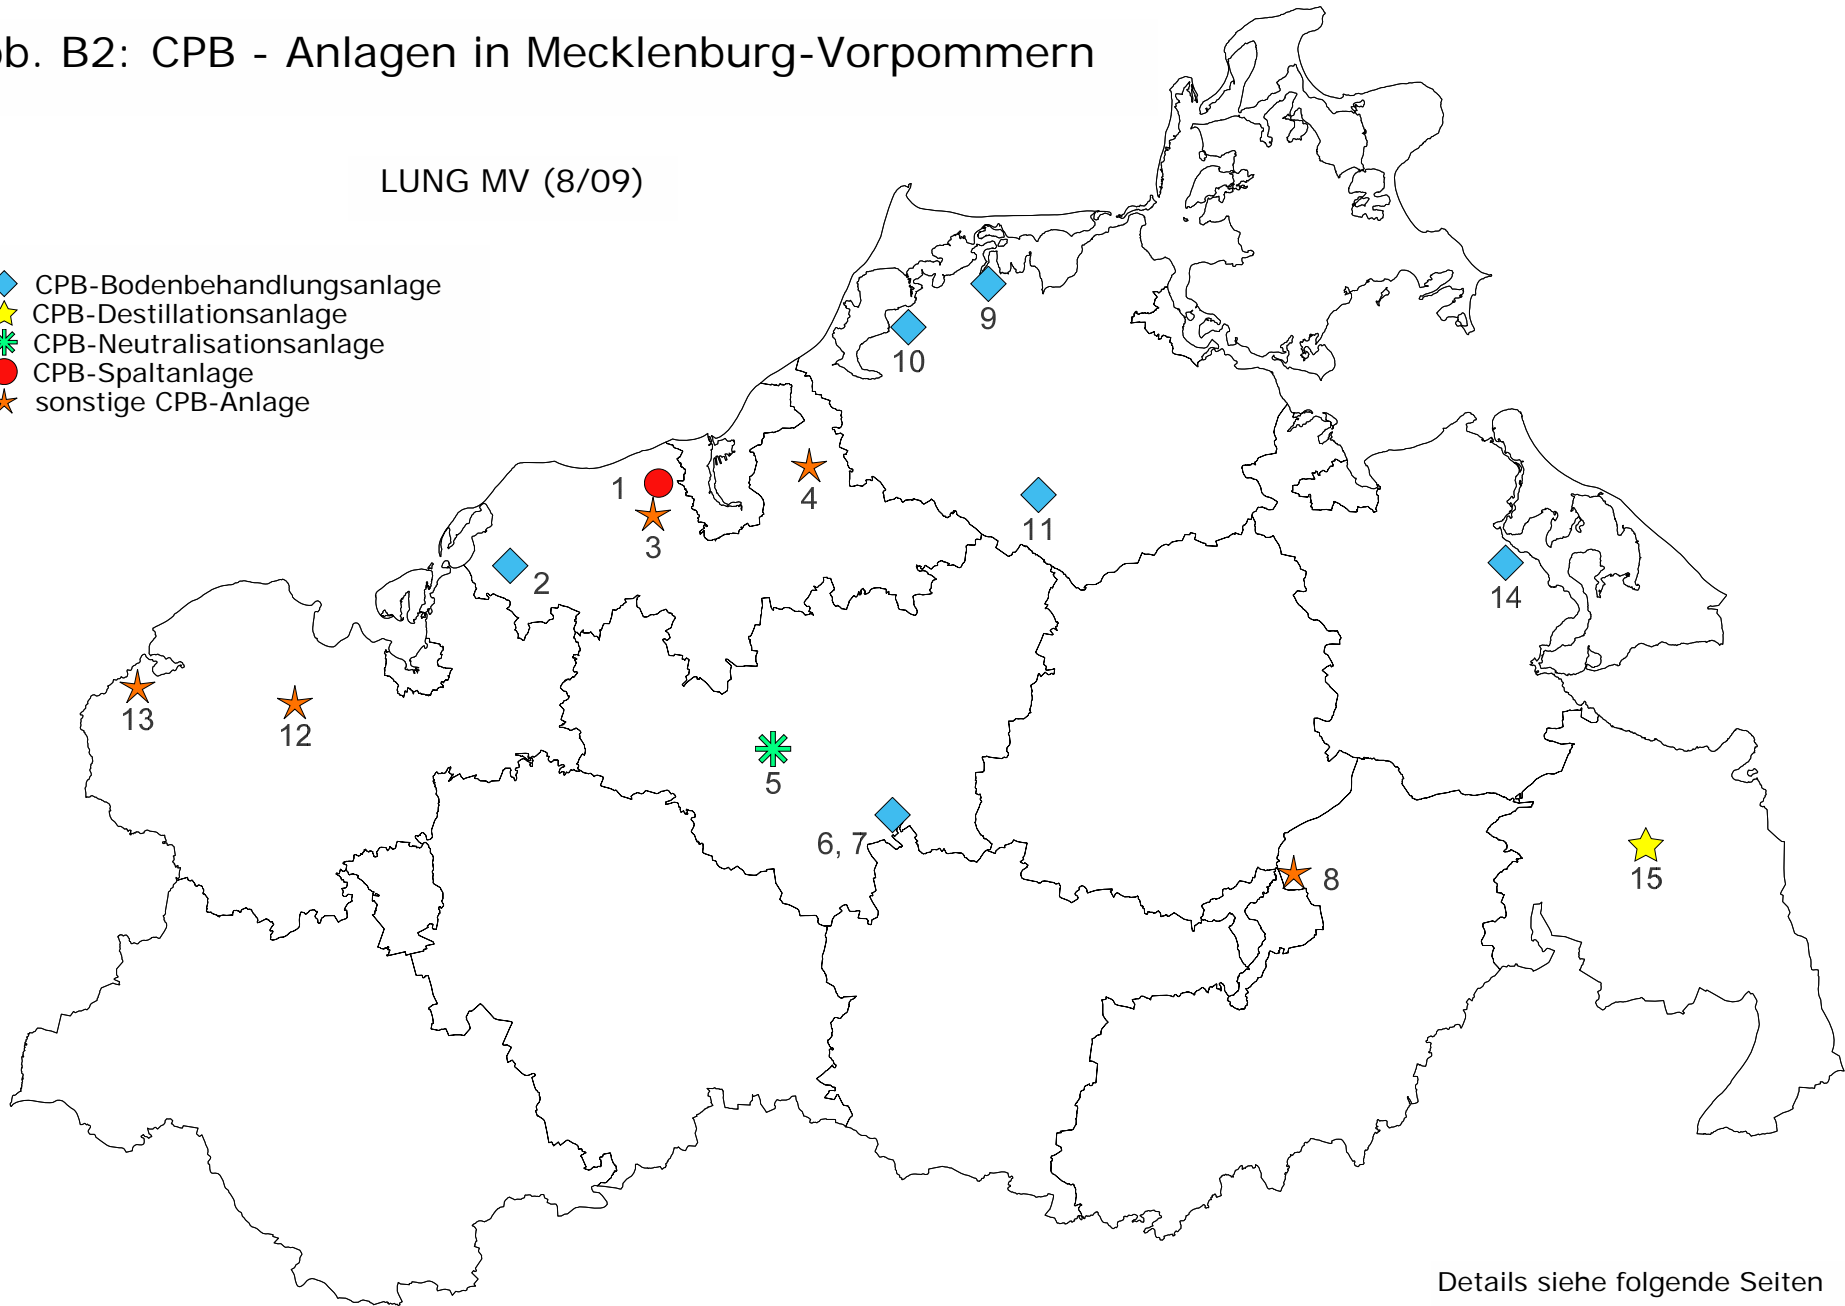 b. B2: CPB - Anlagen in Mecklenburg-Vorpommern
LUNG MV (8/09)
CPB-Bodenbehandlungsanlage
CPB-Destillationsanlage
CPB-Neutralisationsanlage
CPB-Spaltanlage
sonstige CPB-Anlage
9
10
1
4
3
11
2
14
13
12
5
6, 7
8
15
Details siehe folgende Seiten